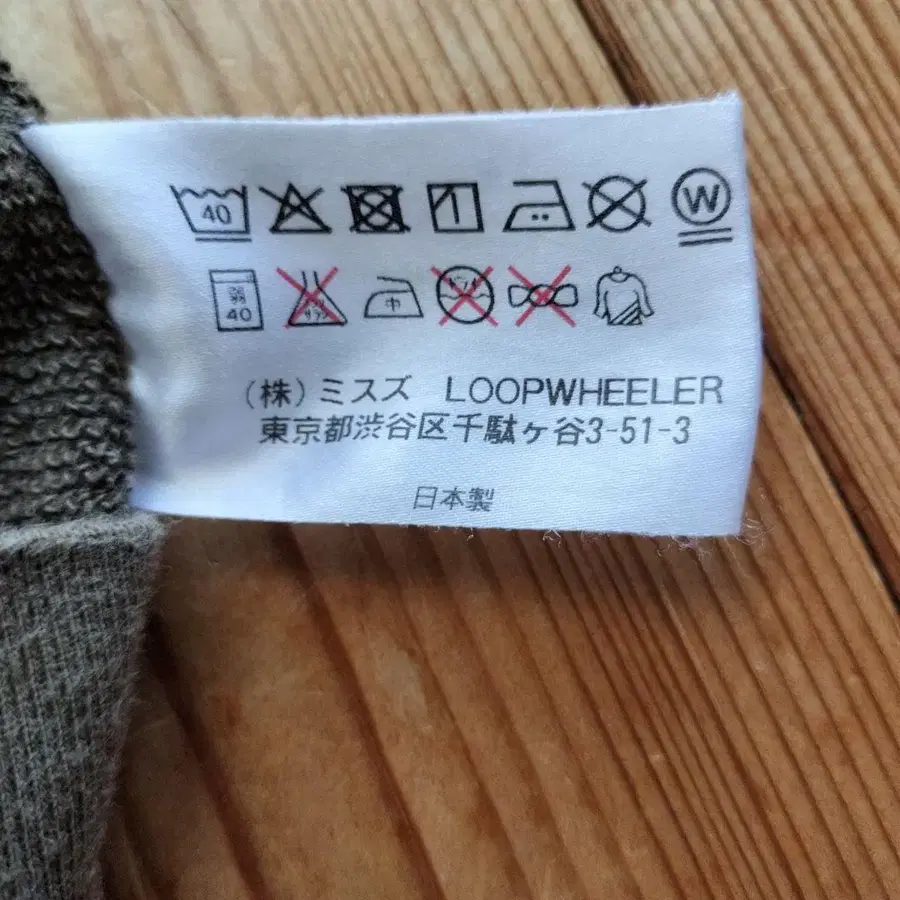 40 W
弱 40 中
(株)ミスズ LOOPWHEELER
東京都渋谷区千駄ヶ谷3-51-3
日本製